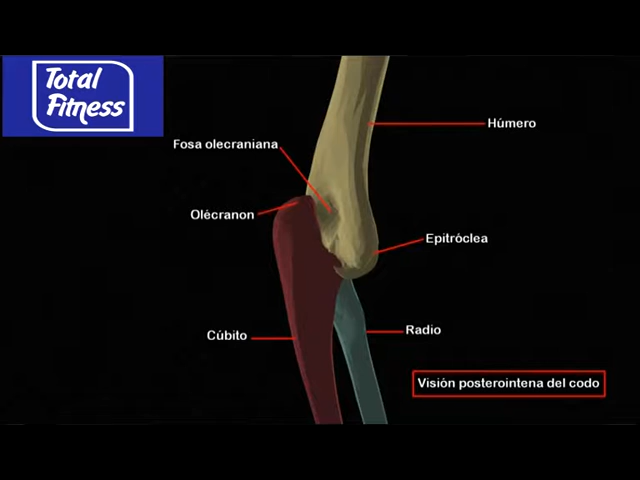 Total
Fitness
Húmero
Fosa olecraniana
Olécranon
Epitróclea
Cúbito
Radio
Visión posterointena del codo